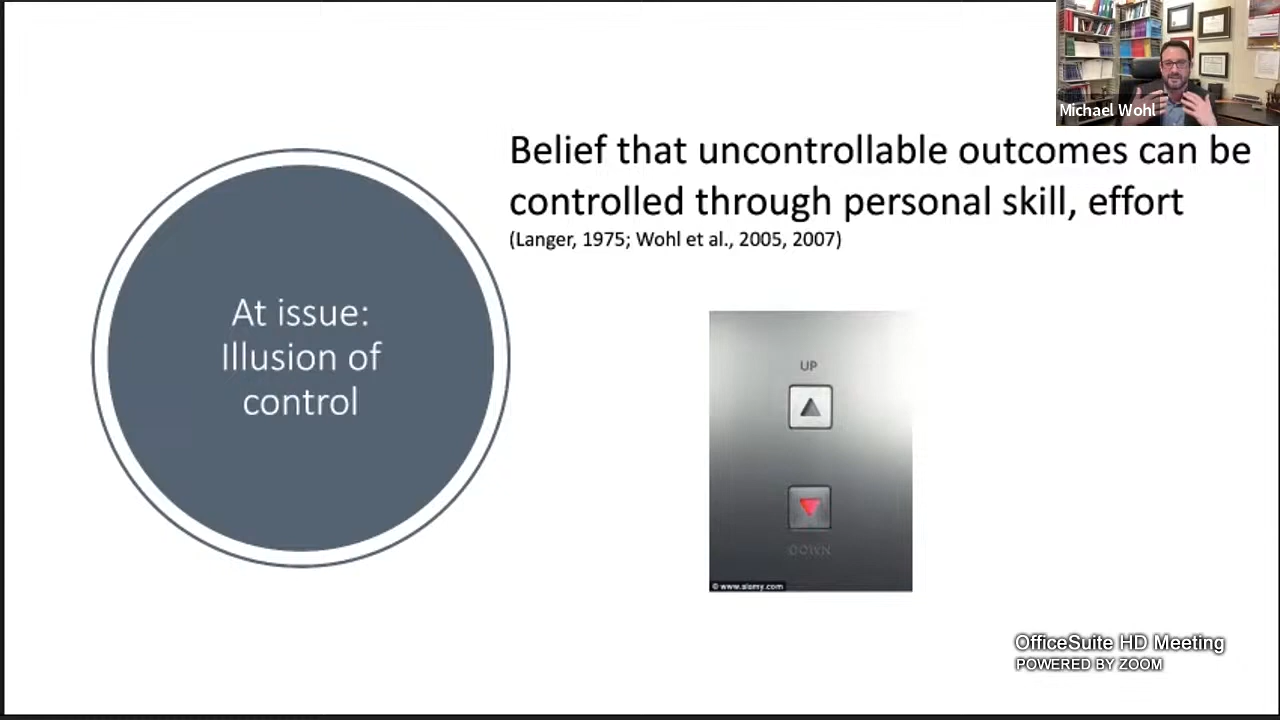 Michael Wohl
Belief that uncontrollable outcomes can be
controlled through personal skill, effort
(Langer, 1975; Wohl et al., 2005, 2007)
At issue:
Illusion of
control
UP
DOWN
© www.alamy.com
OfficeSuite HD Meeting
POWERED BY ZOOM